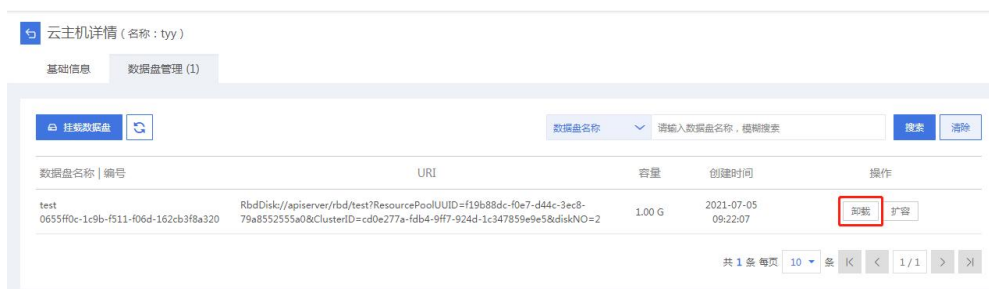 云主机详情 ( 名称：tyy )
基础信息 数据盘管理 (1)
挂载数据盘 数据盘名称 请输入数据盘名称，模糊搜索 搜索 清除
数据盘名称 | 编号 URI 容量 创建时间 操作
test RbdDisk://apiserver/rbd/test?ResourcePoolUUID=f19b88dc-f0e7-d44c-3ec8- 2021-07-05
0655ff0c-1c9b-f511-f06d-162cb3f8a320 79a8552555a0&ClusterID=cd0e277a-fdb4-9ff7-924d-1c347859e9e5&diskNO=2 1.00 G 09:22:07 卸载 扩容
共 1 条 每页 10 条 1 / 1